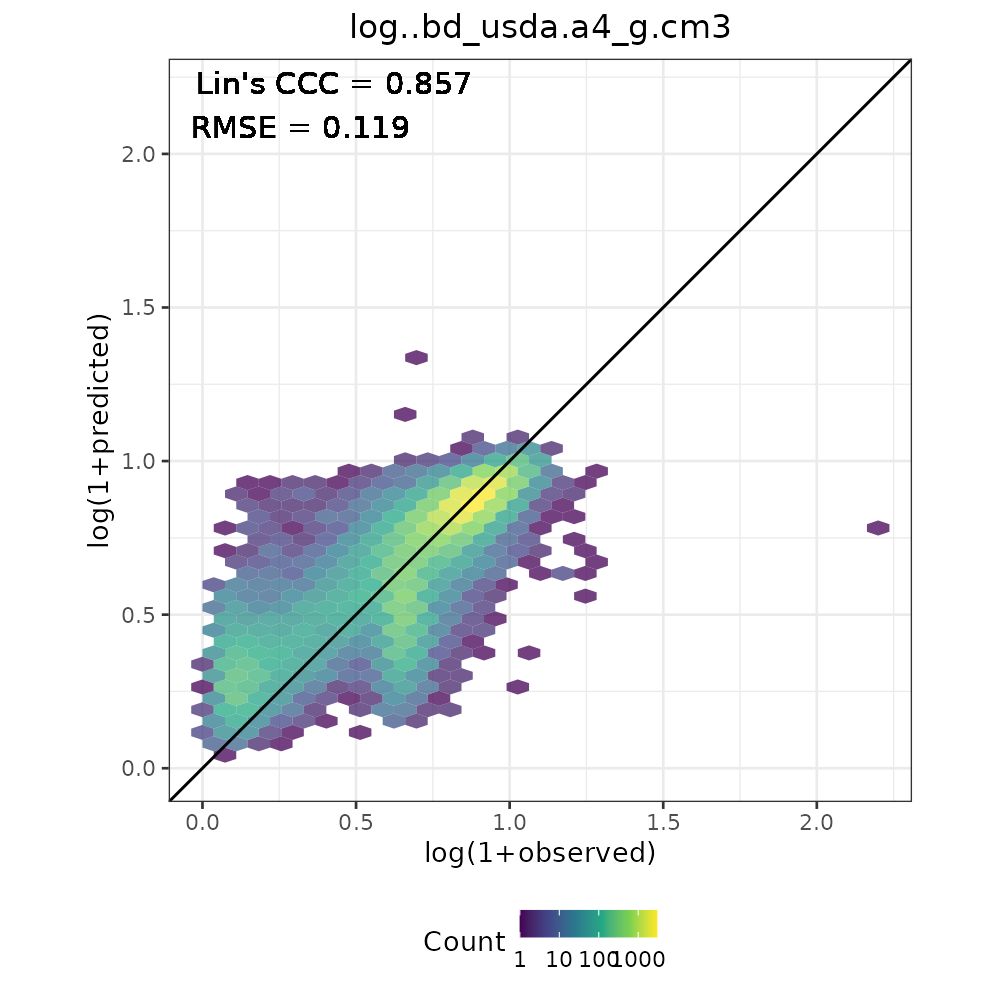 log..bd_usda.a4_g.cm3
Lin's CCC = 0.857
RMSE = 0.119
log(1+predicted)
2.0
1.5
1.0
0.5
0.0
0.0 0.5 1.0 1.5 2.0
log(1+observed)
Count
1 10 100 1000